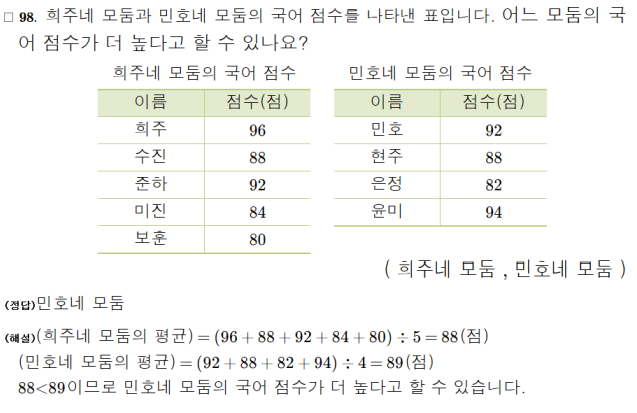 □ 98. 희주네 모둠과 민호네 모둠의 국어 점수를 나타낸 표입니다. 어느 모둠의 국
어 점수가 더 높다고 할 수 있나요?
희주네 모둠의 국어 점수 민호네 모둠의 국어 점수
이름 점수(점) 이름 점수(점)
희주 96 민호 92
수진 88 현주 88
준하 92 은정 82
미진 84 윤미 94
보훈 80
( 희주네 모둠 , 민호네 모둠 )
(정답)민호네 모둠
(해설)(희주네 모둠의 평균) = (96 + 88 + 92 + 84 + 80) ÷ 5 = 88(점)
(민호네 모둠의 평균) = (92 + 88 + 82 + 94) ÷ 4 = 89(점)
88<89이므로 민호네 모둠의 국어 점수가 더 높다고 할 수 있습니다.